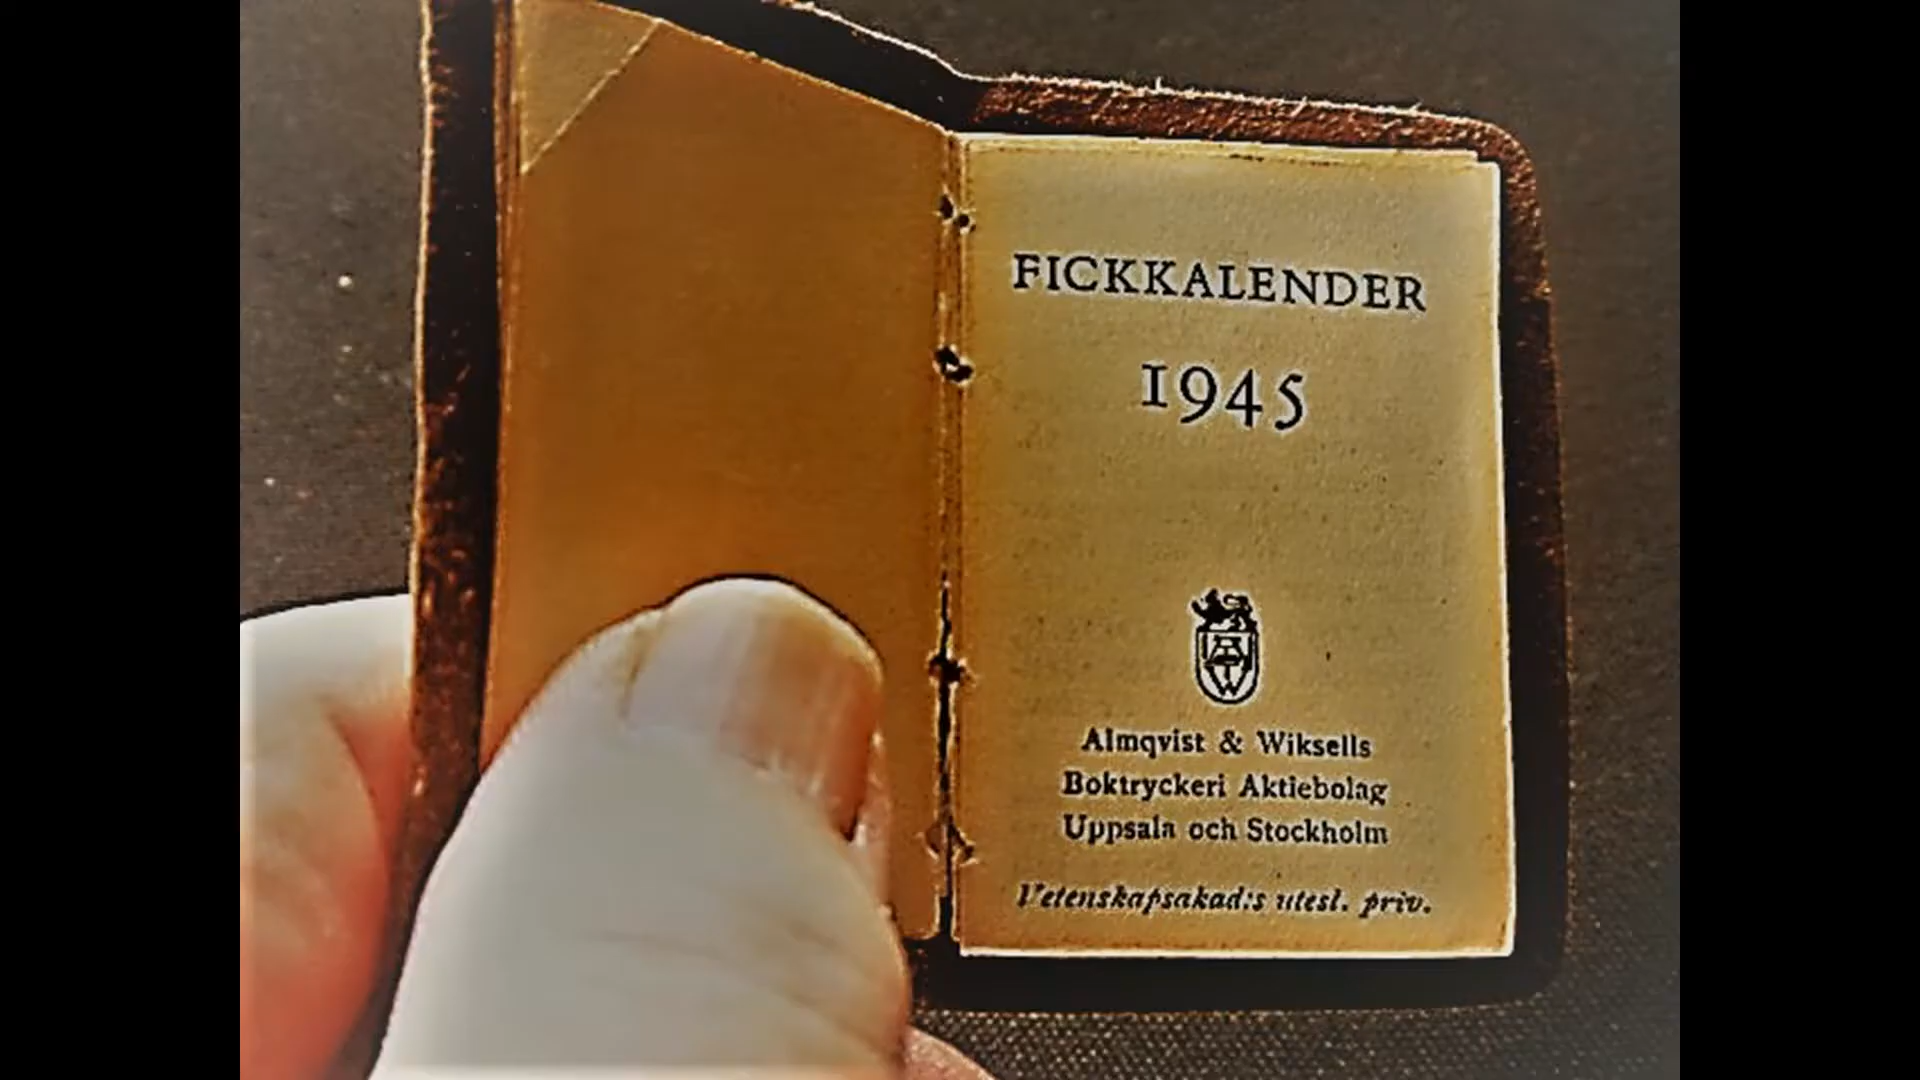 FICKKALENDER
1945
Almqvist & Wiksells
Boktryckeri Aktiebolag
Uppsala och Stockholm
Vetenskapsakad:s utesl. priv.